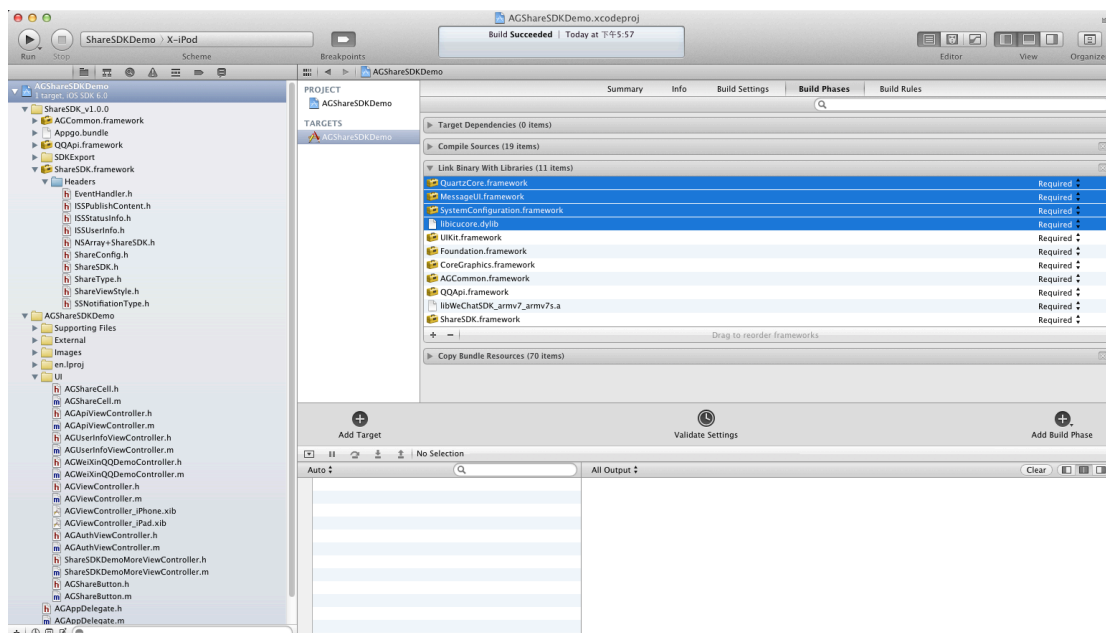 AGShareSDKDemo.xcodeproj
ShareSDKDemo 〉 X-iPod
Build Succeeded | Today at 下午5:57
Run Stop Scheme Breakpoints Editor View Organize
AGShareSDKDemo
AGShareSDKDemo
1 target, iOS SDK 6.0
ShareSDK_v1.0.0
AGCommon.framework
Appgo.bundle
QQApi.framework
SDKExport
ShareSDK.framework
Headers
EventHandler.h
ISSPublishContent.h
ISSStatusInfo.h
ISSUserInfo.h
NSArray+ShareSDK.h
ShareConfig.h
ShareSDK.h
ShareType.h
ShareViewStyle.h
SSNotifiationType.h
AGShareSDKDemo
Supporting Files
External
Images
en.lproj
UI
AGShareCell.h
AGShareCell.m
AGApiViewController.h
AGApiViewController.m
AGUserInfoViewController.h
AGUserInfoViewController.m
AGWeiXinQQDemoController.h
AGWeiXinQQDemoController.m
AGViewController.h
AGViewController.m
AGViewController_iPhone.xib
AGViewController_iPad.xib
AGAuthViewController.h
AGAuthViewController.m
ShareSDKDemoMoreViewController.h
ShareSDKDemoMoreViewController.m
AGShareButton.h
AGShareButton.m
AGAppDelegate.h
AGAppDelegate.m
PROJECT
AGShareSDKDemo
TARGETS
AGShareSDKDemo
Summary Info Build Settings Build Phases Build Rules
Target Dependencies (0 items)
Compile Sources (19 items)
Link Binary With Libraries (11 items)
QuartzCore.framework Required
MessageUI.framework Required
SystemConfiguration.framework Required
libicucore.dylib Required
UIKit.framework Required
Foundation.framework Required
CoreGraphics.framework Required
AGCommon.framework Required
QQApi.framework Required
libWeChatSDK_armv7_armv7s.a Required
ShareSDK.framework Required
+ − Drag to reorder frameworks
Copy Bundle Resources (70 items)
Add Target Validate Settings Add Build Phase
No Selection
Auto All Output Clear